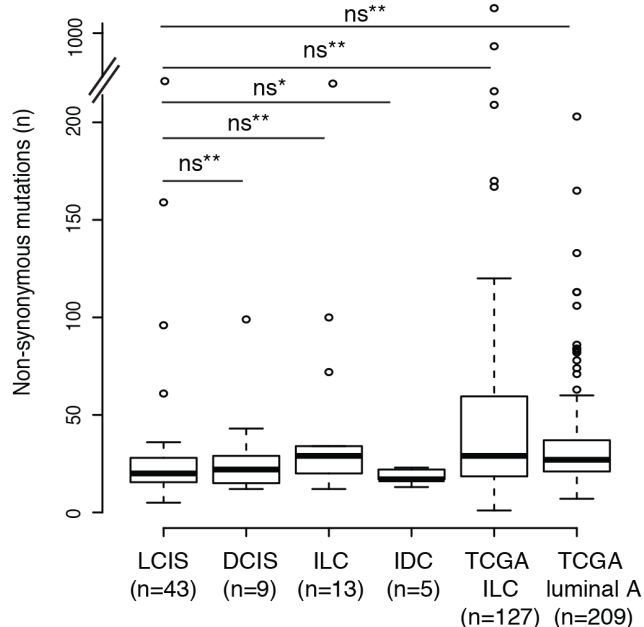 ns**
1000
ns**
ns*
ns**
ns**
200
150
100
50
0
Non-synonymous mutations (n)
LCIS
(n=43)
DCIS
(n=9)
ILC
(n=13)
IDC
(n=5)
TCGA
ILC
(n=127)
TCGA
luminal A
(n=209)